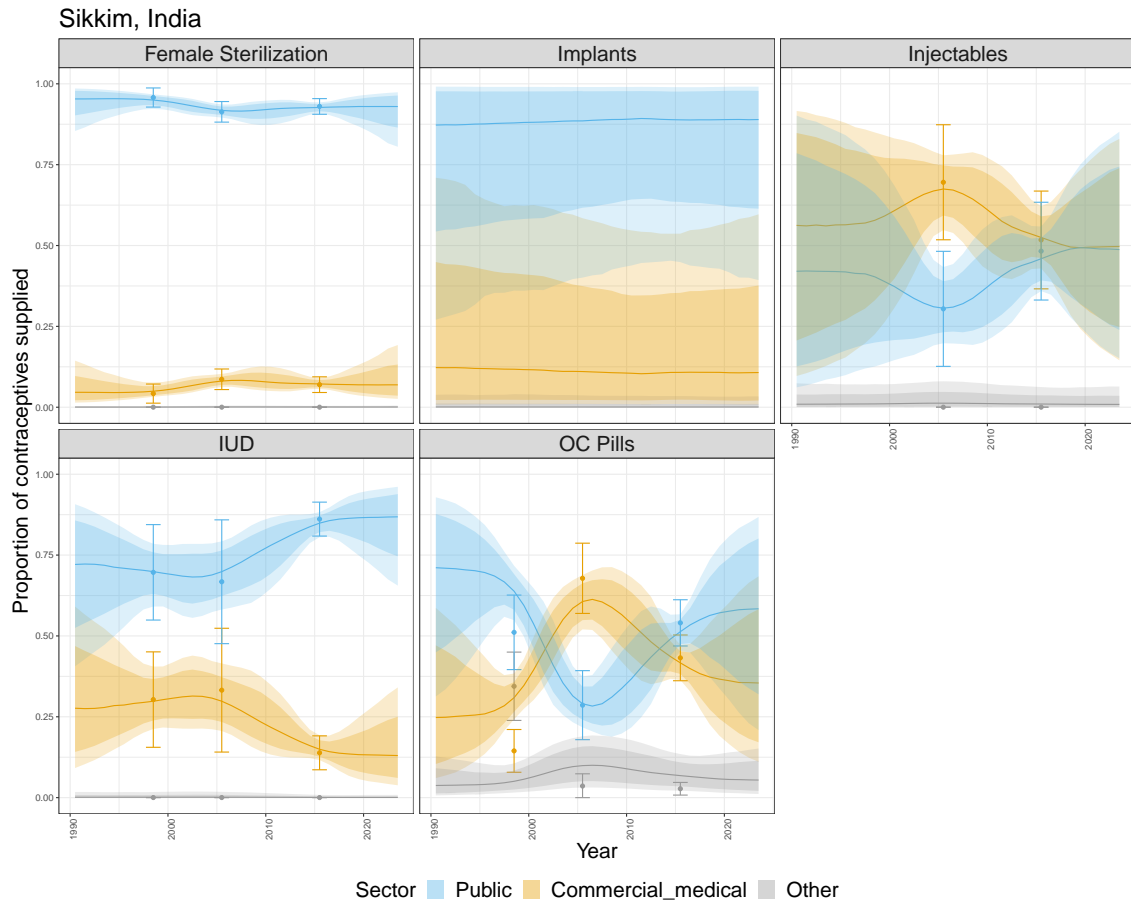 Sikkim, India
Female Sterilization
Implants
Injectables
1.00
0.75
0.50
0.25
0.00
1990
2000
2010
2020
IUD
OC Pills
1.00
0.75
0.50
0.25
0.00
1990
2000
2010
2020
1990
2000
2010
2020
Proportion of contraceptives supplied
Year
Sector Public Commercial_medical Other